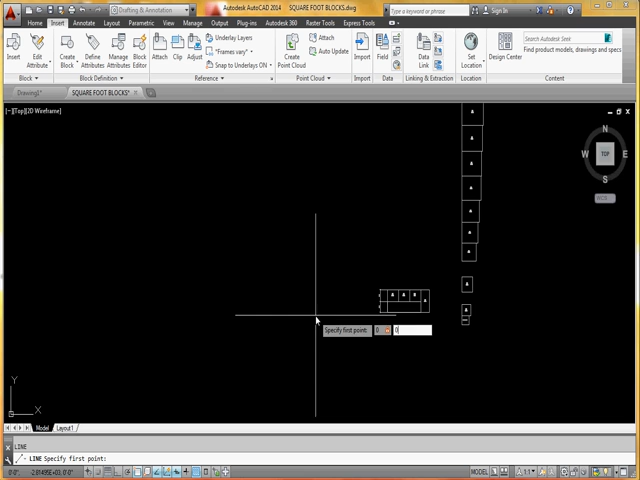 Drafting & Annotation
Autodesk AutoCAD 2014 SQUARE FOOT BLOCKS.dwg
Type a keyword or phrase
Sign In
Home Insert Annotate Layout Parametric View Manage Output Plug-ins Autodesk 360 Raster Tools Express Tools
Insert
Edit Attribute
Create Block
Define Attributes
Manage Attributes
Block Editor
Attach
Clip
Adjust
Underlay Layers
*Frames vary*
Snap to Underlays ON
Create Point Cloud
Attach
Auto Update
Import
Field
Data Link
Set Location
Design Center
Search Autodesk Seek
Find product models, drawings and specs
Block
Block Definition
Reference
Point Cloud
Import
Data
Linking & Extraction
Location
Content
Drawing1*
SQUARE FOOT BLOCKS*
[−][Top][2D Wireframe]
N
W
TOP
E
S
WCS
Specify first point: 0 0
Y
X
Model Layout1
LINE
LINE Specify first point:
MODEL
1:1